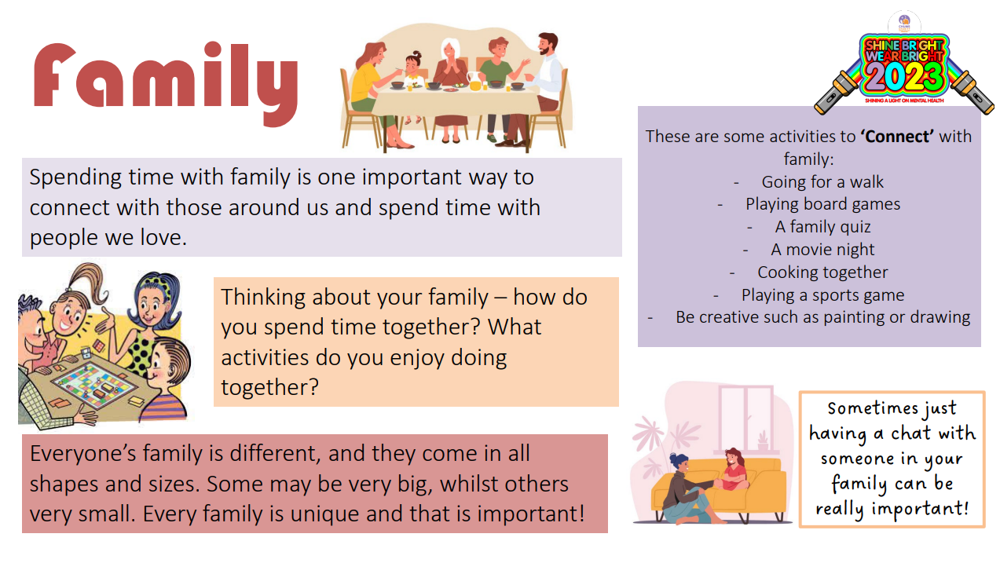 Family
CHUMS
SHINE BRIGHT
WEAR BRIGHT
2023
SHINING A LIGHT ON MENTAL HEALTH
Spending time with family is one important way to
connect with those around us and spend time with
people we love.
These are some activities to ‘Connect’ with
family:
- Going for a walk
- Playing board games
- A family quiz
- A movie night
- Cooking together
- Playing a sports game
- Be creative such as painting or drawing
Thinking about your family – how do
you spend time together? What
activities do you enjoy doing
together?
Everyone’s family is different, and they come in all
shapes and sizes. Some may be very big, whilst others
very small. Every family is unique and that is important!
Sometimes just
having a chat with
someone in your
family can be
really important!